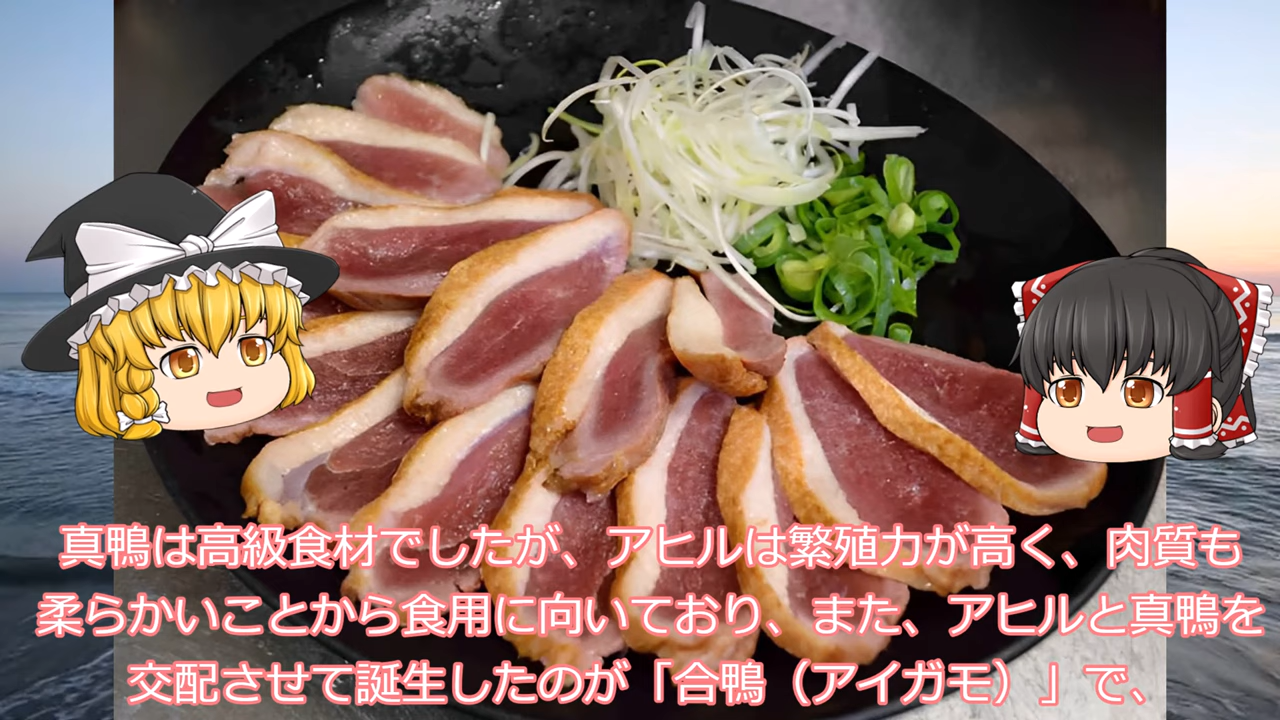 真鴨は高級食材でしたが、アヒルは繁殖力が高く、肉質も
柔らかいことから食用に向いており、また、アヒルと真鴨を
交配させて誕生したのが「合鴨（アイガモ）」で、